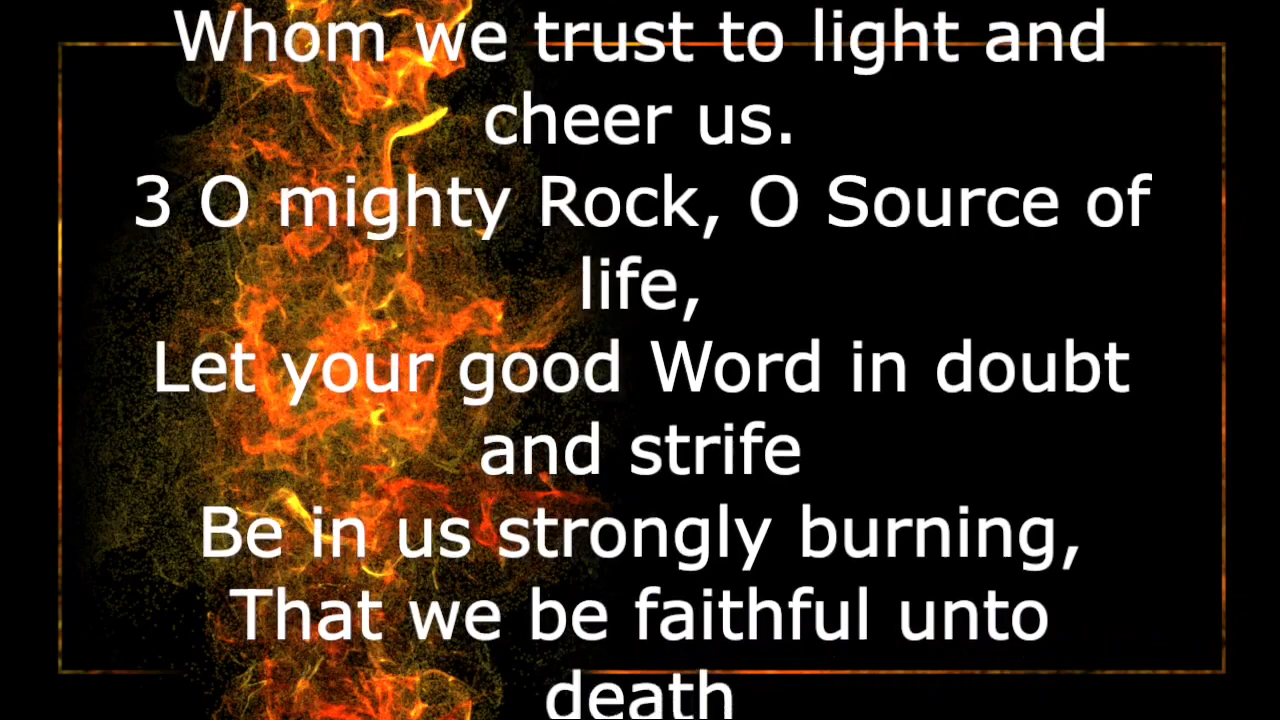 Whom we trust to light and
cheer us.
3 O mighty Rock, O Source of
life,
Let your good Word in doubt
and strife
Be in us strongly burning,
That we be faithful unto
death